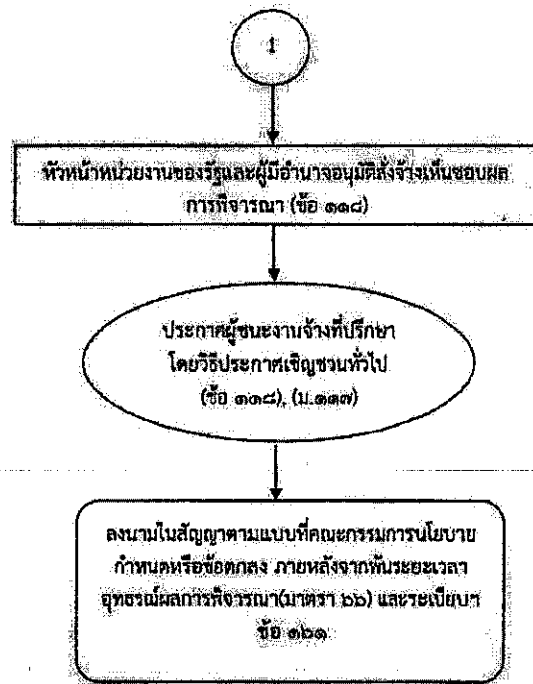 1
หัวหน้าหน่วยงานของรัฐและผู้มีอำนาจอนุมัติสั่งจ้างเห็นชอบผล
การพิจารณา (ข้อ ๑๑๘)
ประกาศผู้ชนะงานจ้างที่ปรึกษา
โดยวิธีประกาศเชิญชวนทั่วไป
(ข้อ ๑๑๘), (ม.๑๑๗)
ลงนามในสัญญาตามแบบที่คณะกรรมการนโยบาย
กำหนดหรือข้อตกลง ภายหลังจากพ้นระยะเวลา
อุทธรณ์ผลการพิจารณา(มาตรา ๖๖) และระเบียบฯ
ข้อ ๑๖๑